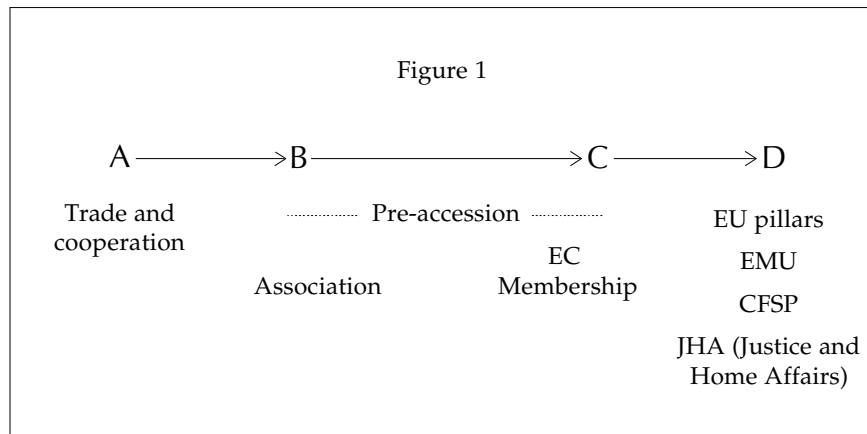 Figure 1
A B C D
Trade and
cooperation
Pre-accession
Association
EC
Membership
EU pillars
EMU
CFSP
JHA (Justice and
Home Affairs)